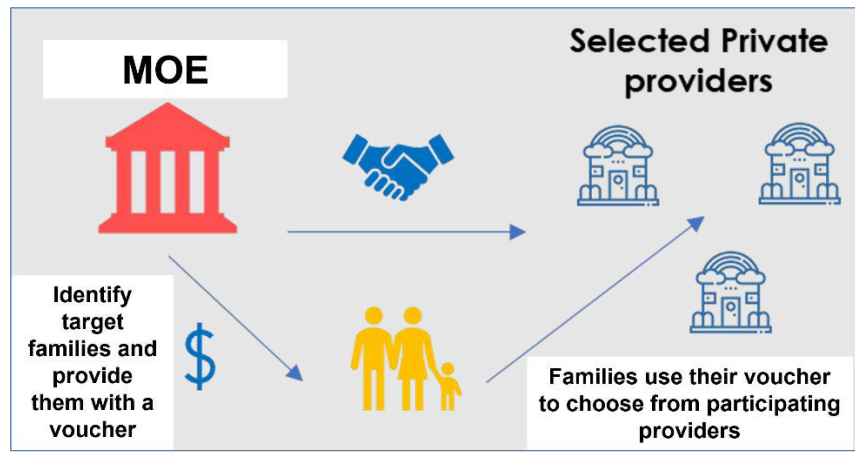 MOE
Selected Private
providers
Identify
target
families and
provide
them with a
voucher
$
Families use their voucher
to choose from participating
providers